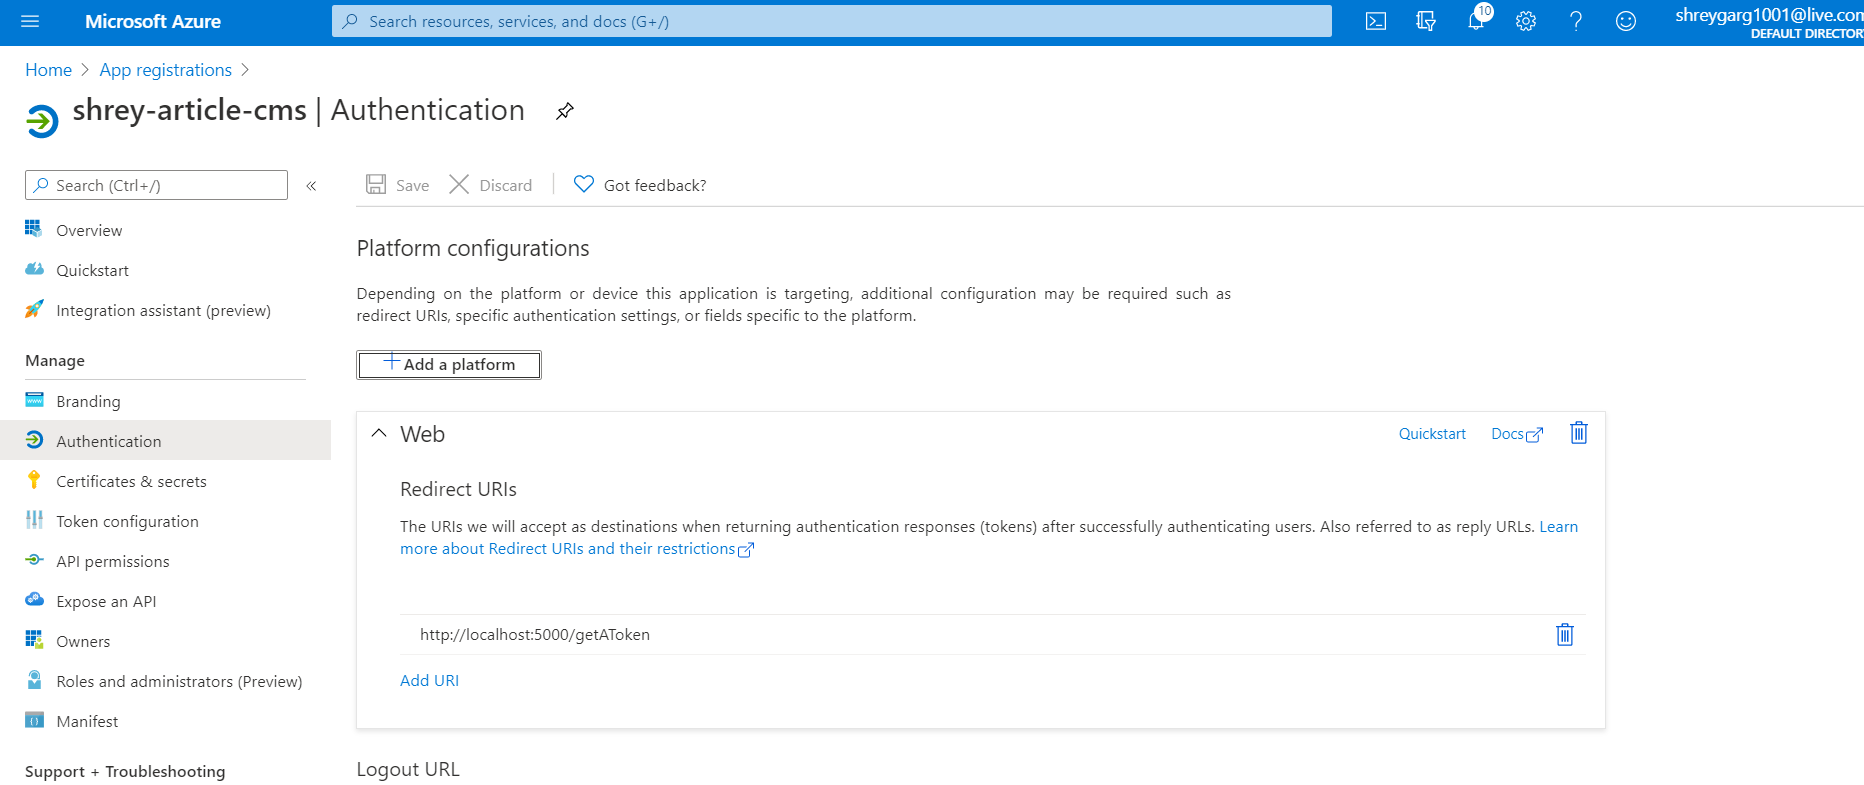 Microsoft Azure
Search resources, services, and docs (G+/)
10
shreygarg1001@live.com
DEFAULT DIRECTORY
Home > App registrations >
shrey-article-cms | Authentication
Search (Ctrl+/)
«
Save
Discard
Got feedback?
Overview
Quickstart
Integration assistant (preview)
Manage
Branding
Authentication
Certificates & secrets
Token configuration
API permissions
Expose an API
Owners
Roles and administrators (Preview)
Manifest
Support + Troubleshooting
Platform configurations
Depending on the platform or device this application is targeting, additional configuration may be required such as
redirect URIs, specific authentication settings, or fields specific to the platform.
+ Add a platform
Web
Quickstart
Docs
Redirect URIs
The URIs we will accept as destinations when returning authentication responses (tokens) after successfully authenticating users. Also referred to as reply URLs. Learn
more about Redirect URIs and their restrictions
http://localhost:5000/getAToken
Add URI
Logout URL